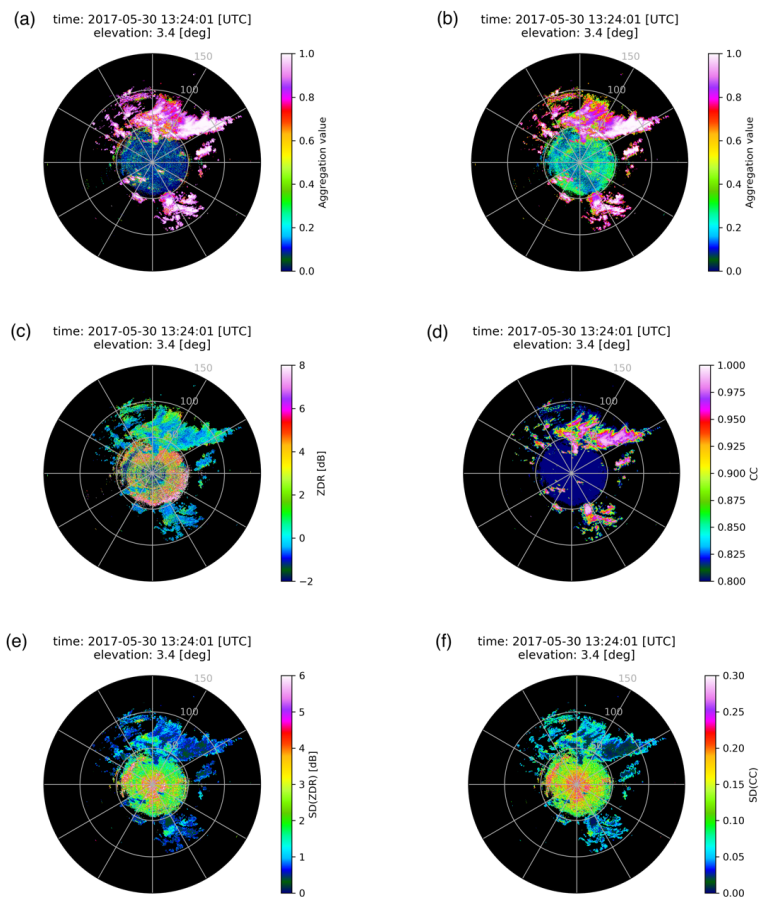 (a)
time: 2017-05-30 13:24:01 [UTC]
elevation: 3.4 [deg]
150
100
1.0
0.8
0.6
0.4
0.2
0.0
Aggregation value
(b)
time: 2017-05-30 13:24:01 [UTC]
elevation: 3.4 [deg]
150
100
1.0
0.8
0.6
0.4
0.2
0.0
Aggregation value
(c)
time: 2017-05-30 13:24:01 [UTC]
elevation: 3.4 [deg]
150
100
8
6
4
2
0
−2
ZDR [dB]
(d)
time: 2017-05-30 13:24:01 [UTC]
elevation: 3.4 [deg]
150
100
1.000
0.975
0.950
0.925
0.900
0.875
0.850
0.825
0.800
CC
(e)
time: 2017-05-30 13:24:01 [UTC]
elevation: 3.4 [deg]
150
100
6
5
4
3
2
1
0
SD(ZDR) [dB]
(f)
time: 2017-05-30 13:24:01 [UTC]
elevation: 3.4 [deg]
150
100
0.30
0.25
0.20
0.15
0.10
0.05
0.00
SD(CC)